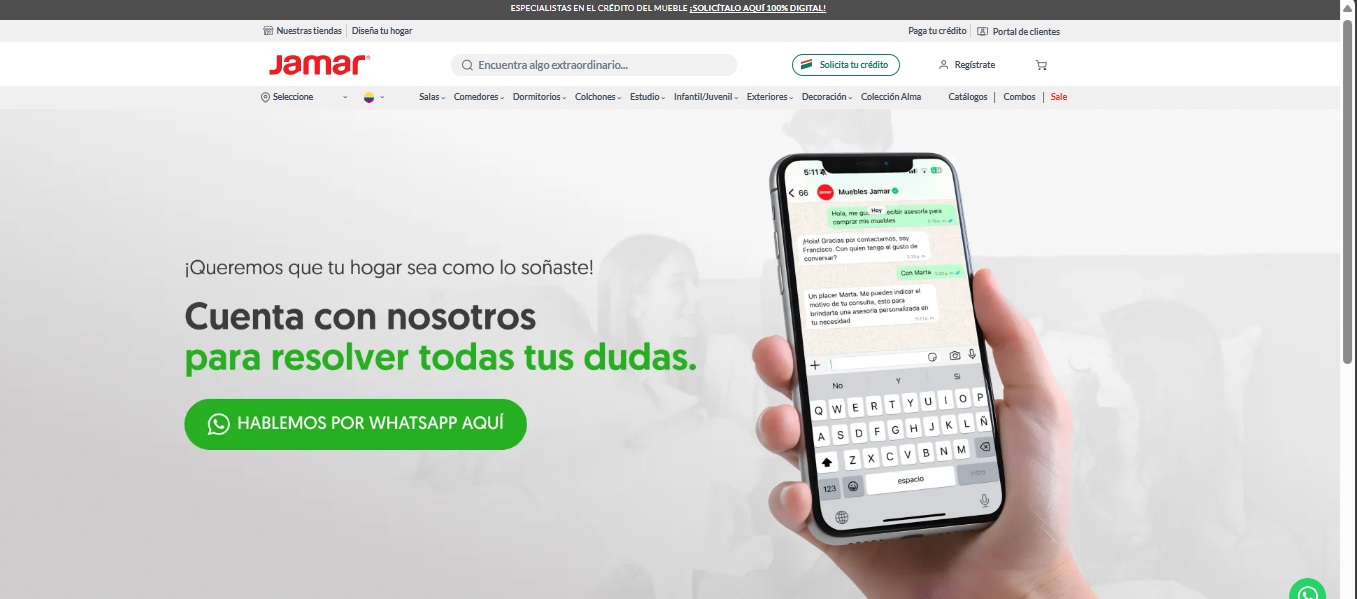 ESPECIALISTAS EN EL CRÉDITO DEL MUEBLE ¡SOLICÍTALO AQUÍ 100% DIGITAL!
Nuestras tiendas Diseña tu hogar Paga tu crédito Portal de clientes
Jamar Encuentra algo extraordinario... Solicita tu crédito Regístrate
Seleccione Salas Comedores Dormitorios Colchones Estudio Infantil/Juvenil Exteriores Decoración Colección Alma Catálogos Combos Sale
¡Queremos que tu hogar sea como lo soñaste!
Cuenta con nosotros
para resolver todas tus dudas.
HABLEMOS POR WHATSAPP AQUÍ
5:11
66 Muebles Jamar
Hoy
Hola, me ecibir asesoría para
comprar mis muebles
¡Hola! Gracias por contactarnos, soy
Francisco. Con quien tengo el gusto de
conversar?
Con Marta
Un placer Marta. Me puedes indicar el
motivo de tu consulta, esto para
brindarte una asesoría personalizada en
tu necesidad
No Y Si
Q W E R T Y U I O P
A S D F G H J K L Ñ
Z X C V B N M
123 espacio intro